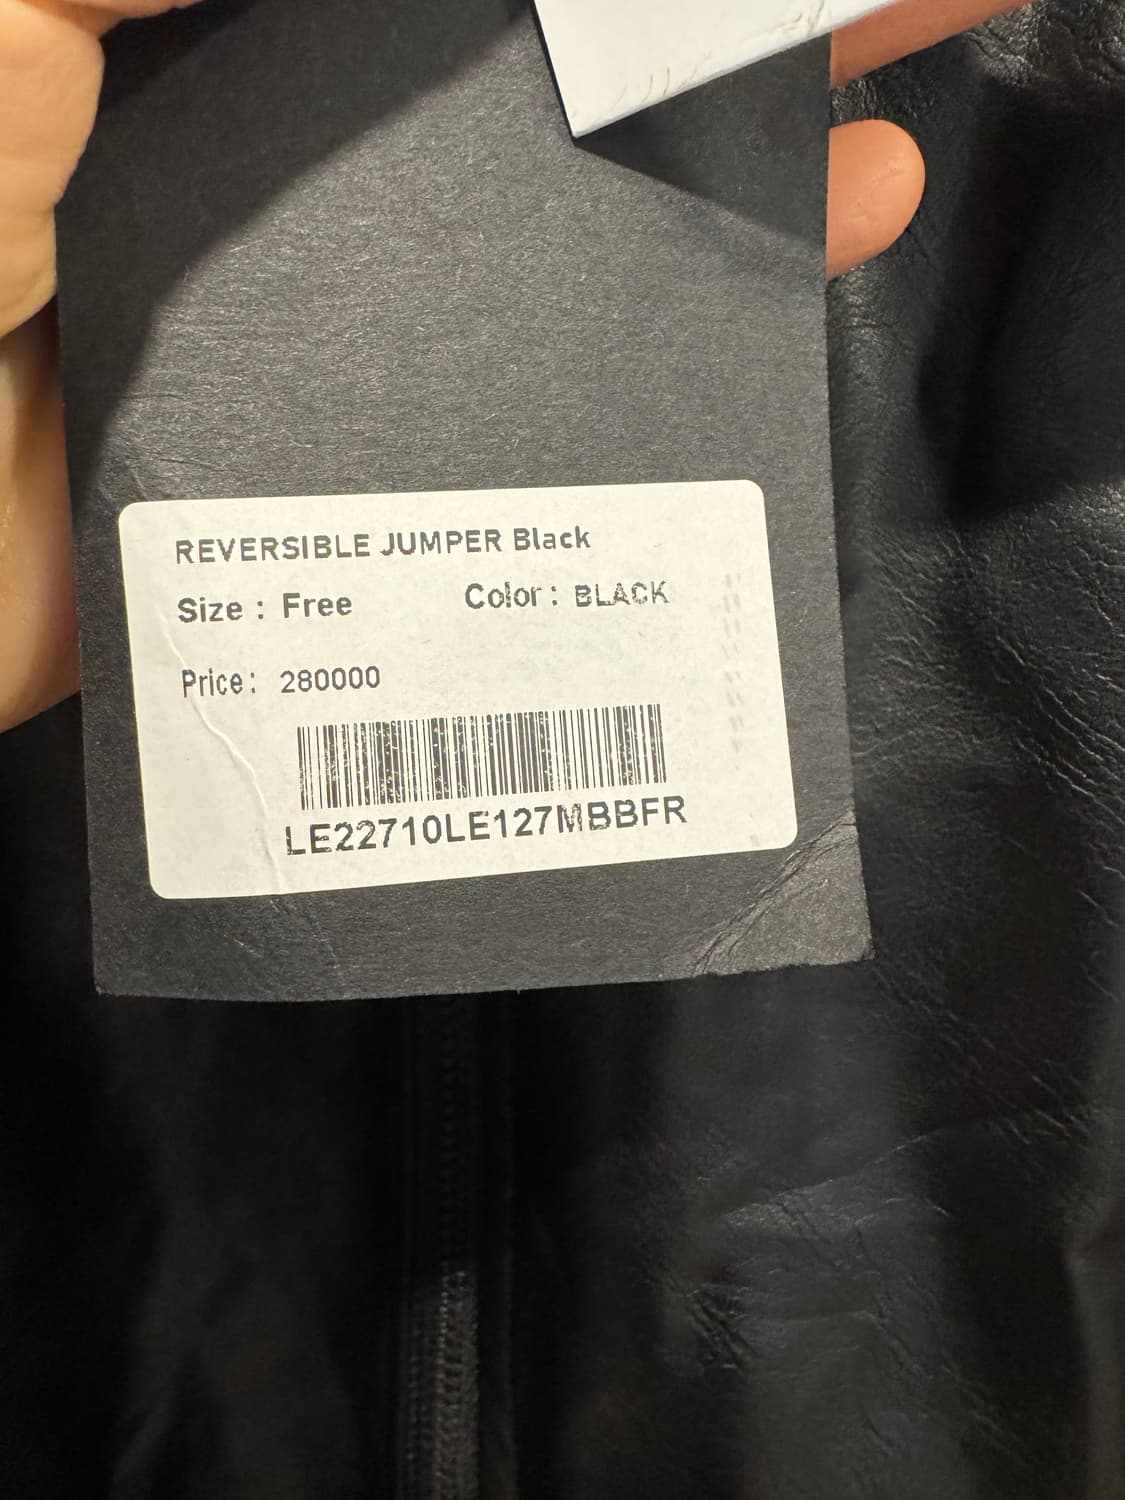 REVERSIBLE JUMPER Black
Size : Free Color : BLACK
Price : 280000
LE22710LE127MBBFR